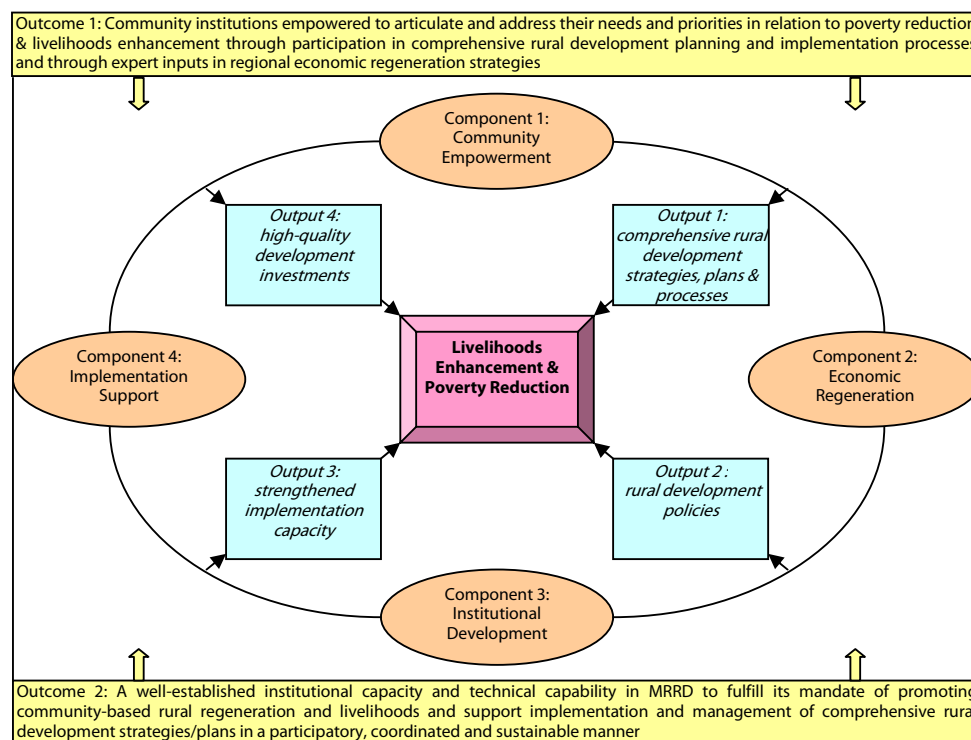 Outcome 1: Community institutions empowered to articulate and address their needs and priorities in relation to poverty reduction
& livelihoods enhancement through participation in comprehensive rural development planning and implementation processes
and through expert inputs in regional economic regeneration strategies
Component 1:
Community
Empowerment
Output 4:
high-quality
development
investments
Output 1:
comprehensive rural
development
strategies, plans &
processes
Component 4:
Implementation
Support
Livelihoods
Enhancement &
Poverty Reduction
Component 2:
Economic
Regeneration
Output 3:
strengthened
implementation
capacity
Output 2 :
rural development
policies
Component 3:
Institutional
Development
Outcome 2: A well-established institutional capacity and technical capability in MRRD to fulfill its mandate of promoting
community-based rural regeneration and livelihoods and support implementation and management of comprehensive rural
development strategies/plans in a participatory, coordinated and sustainable manner